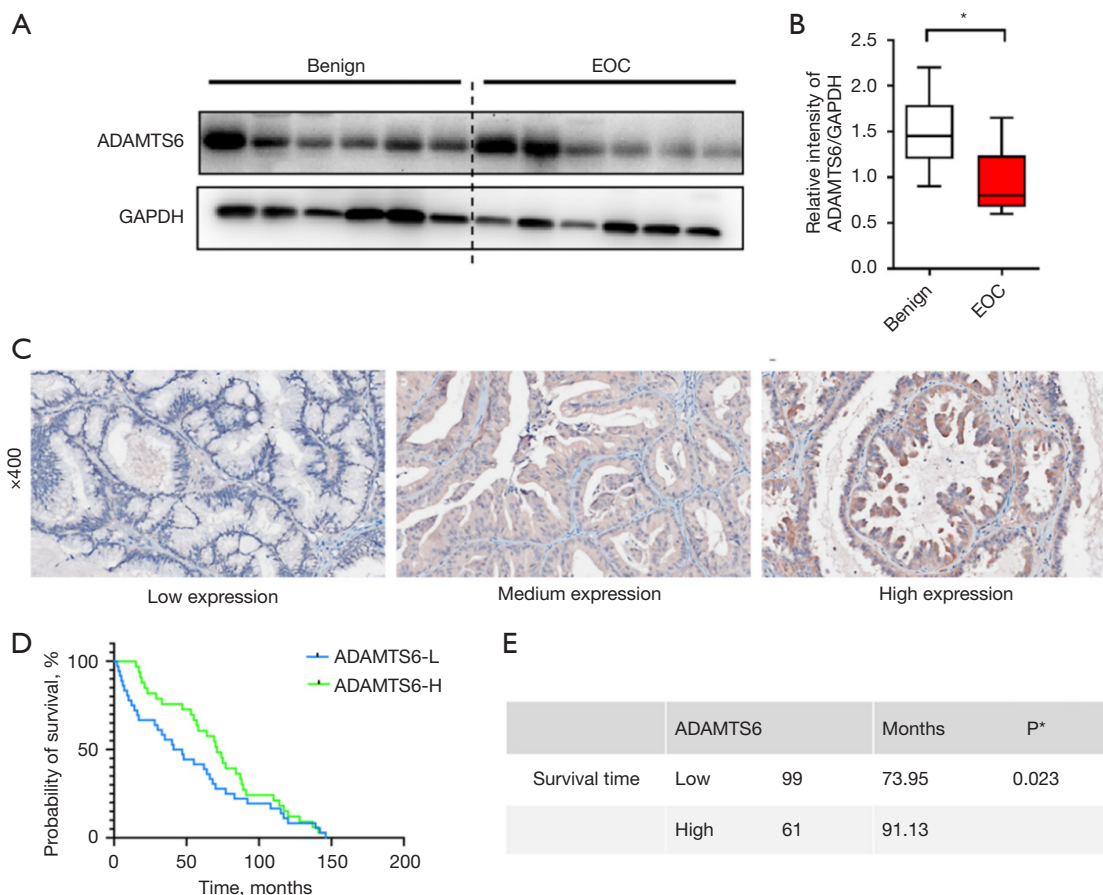 A
Benign
EOC
ADAMTS6
GAPDH
B
*
Relative intensity of
ADAMTS6/GAPDH
2.5
2.0
1.5
1.0
0.5
0.0
Benign
EOC
C
×400
Low expression
Medium expression
High expression
D
ADAMTS6-L
ADAMTS6-H
Probability of survival, %
100
50
0
0 50 100 150 200
Time, months
E
ADAMTS6 Months P*
Survival time Low 99 73.95 0.023
High 61 91.13